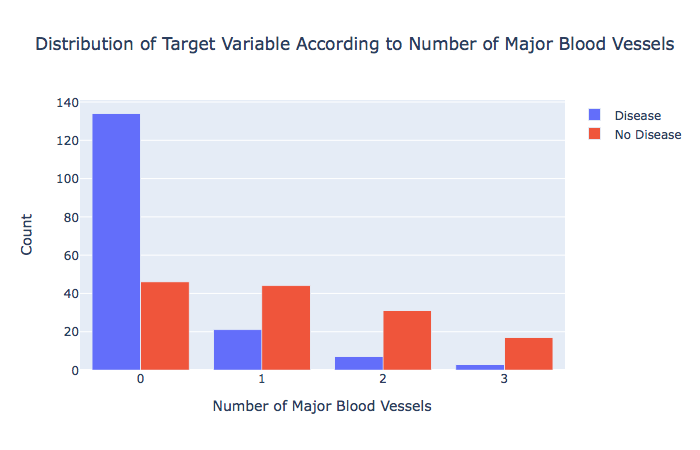 Distribution of Target Variable According to Number of Major Blood Vessels
Disease
No Disease
Count
140
120
100
80
60
40
20
0
0 1 2 3
Number of Major Blood Vessels